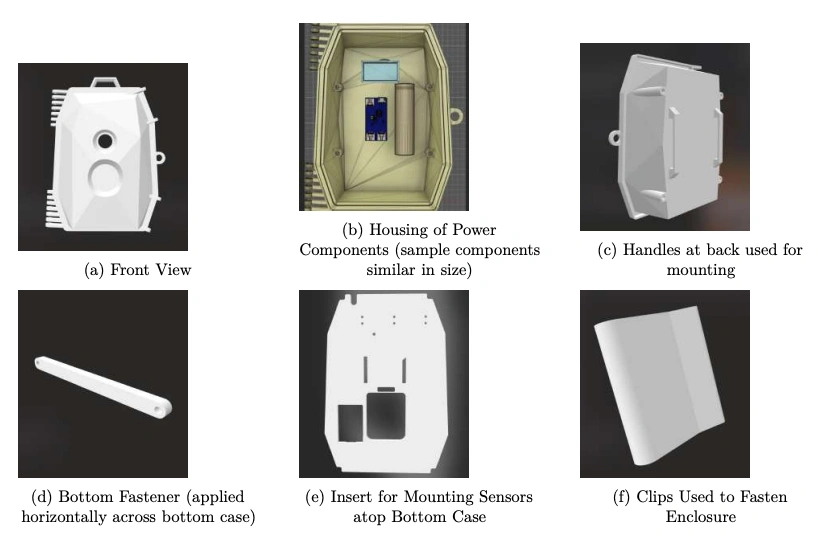 (a) Front View
(b) Housing of Power
Components (sample components
similar in size)
(c) Handles at back used for
mounting
(d) Bottom Fastener (applied
horizontally across bottom case)
(e) Insert for Mounting Sensors
atop Bottom Case
(f) Clips Used to Fasten
Enclosure